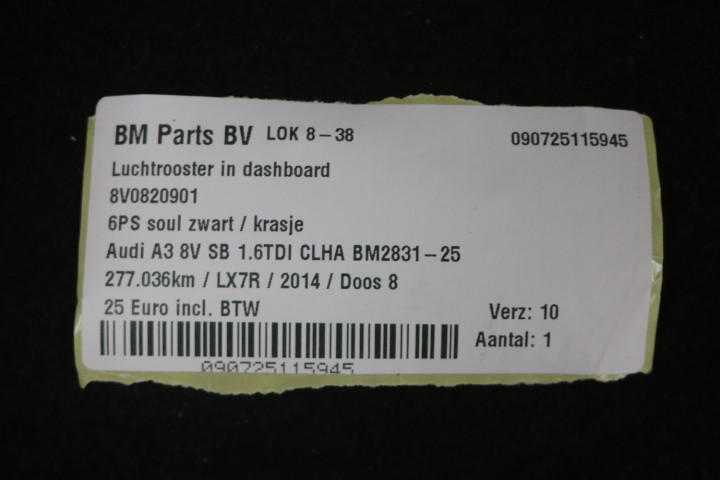 BM Parts BV LOK 8-38 090725115945
Luchtrooster in dashboard
8V0820901
6PS soul zwart / krasje
Audi A3 8V SB 1.6TDI CLHA BM2831-25
277.036km / LX7R / 2014 / Doos 8
25 Euro incl. BTW Verz: 10
Aantal: 1
090725115945